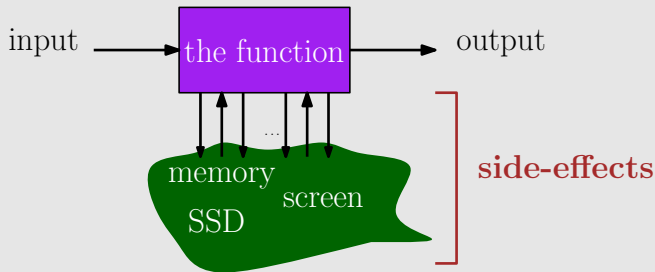 input
the function
output
...
memory
screen
SSD
side-effects